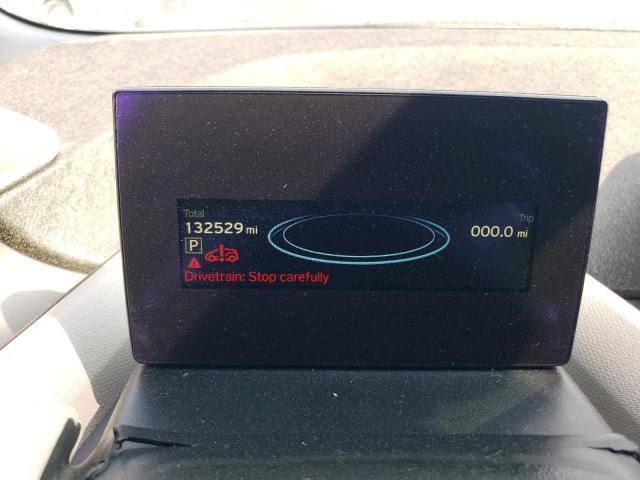 Total
Trip
132529 mi
000.0 mi
P
Drivetrain: Stop carefully